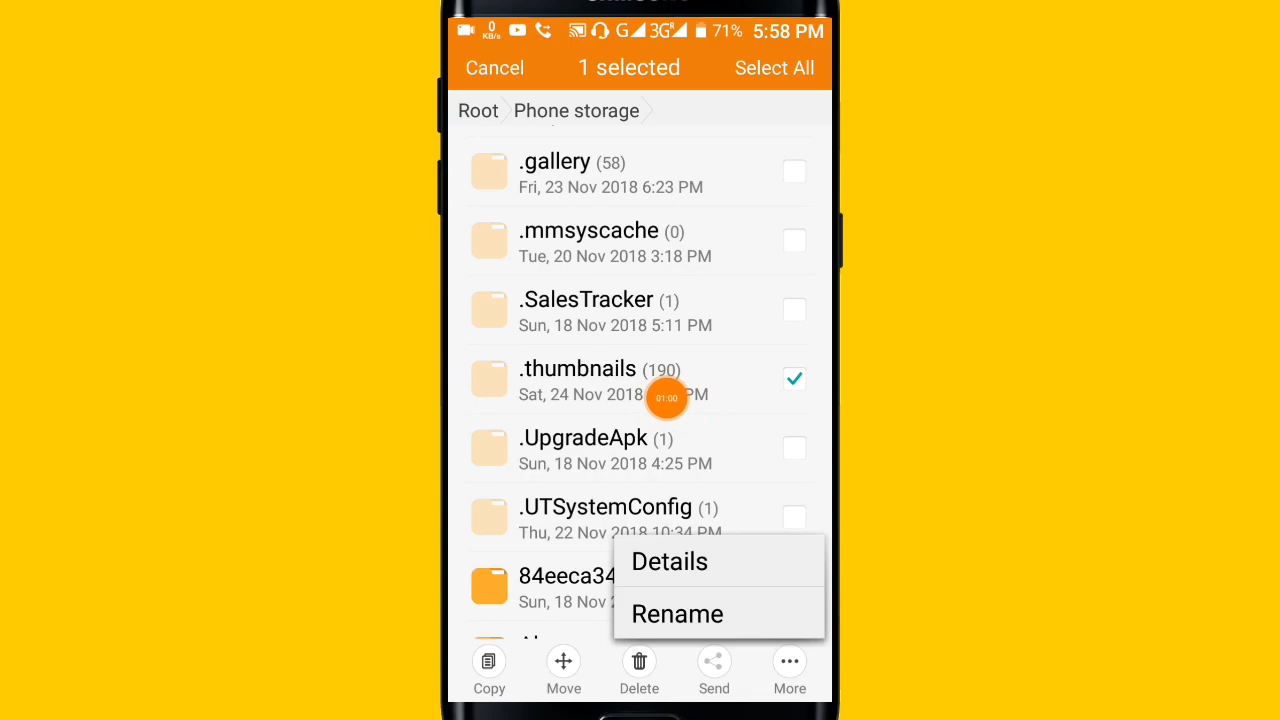 0
KB/s
G 3G R 71% 5:58 PM
Cancel 1 selected Select All
Root Phone storage
.gallery (58)
Fri, 23 Nov 2018 6:23 PM
.mmsyscache (0)
Tue, 20 Nov 2018 3:18 PM
.SalesTracker (1)
Sun, 18 Nov 2018 5:11 PM
.thumbnails (190)
Sat, 24 Nov 2018 PM
01:00
.UpgradeApk (1)
Sun, 18 Nov 2018 4:25 PM
.UTSystemConfig (1)
Thu, 22 Nov 2018 10:34 PM
Details
84eeca34
Sun, 18 Nov
Rename
Copy Move Delete Send More